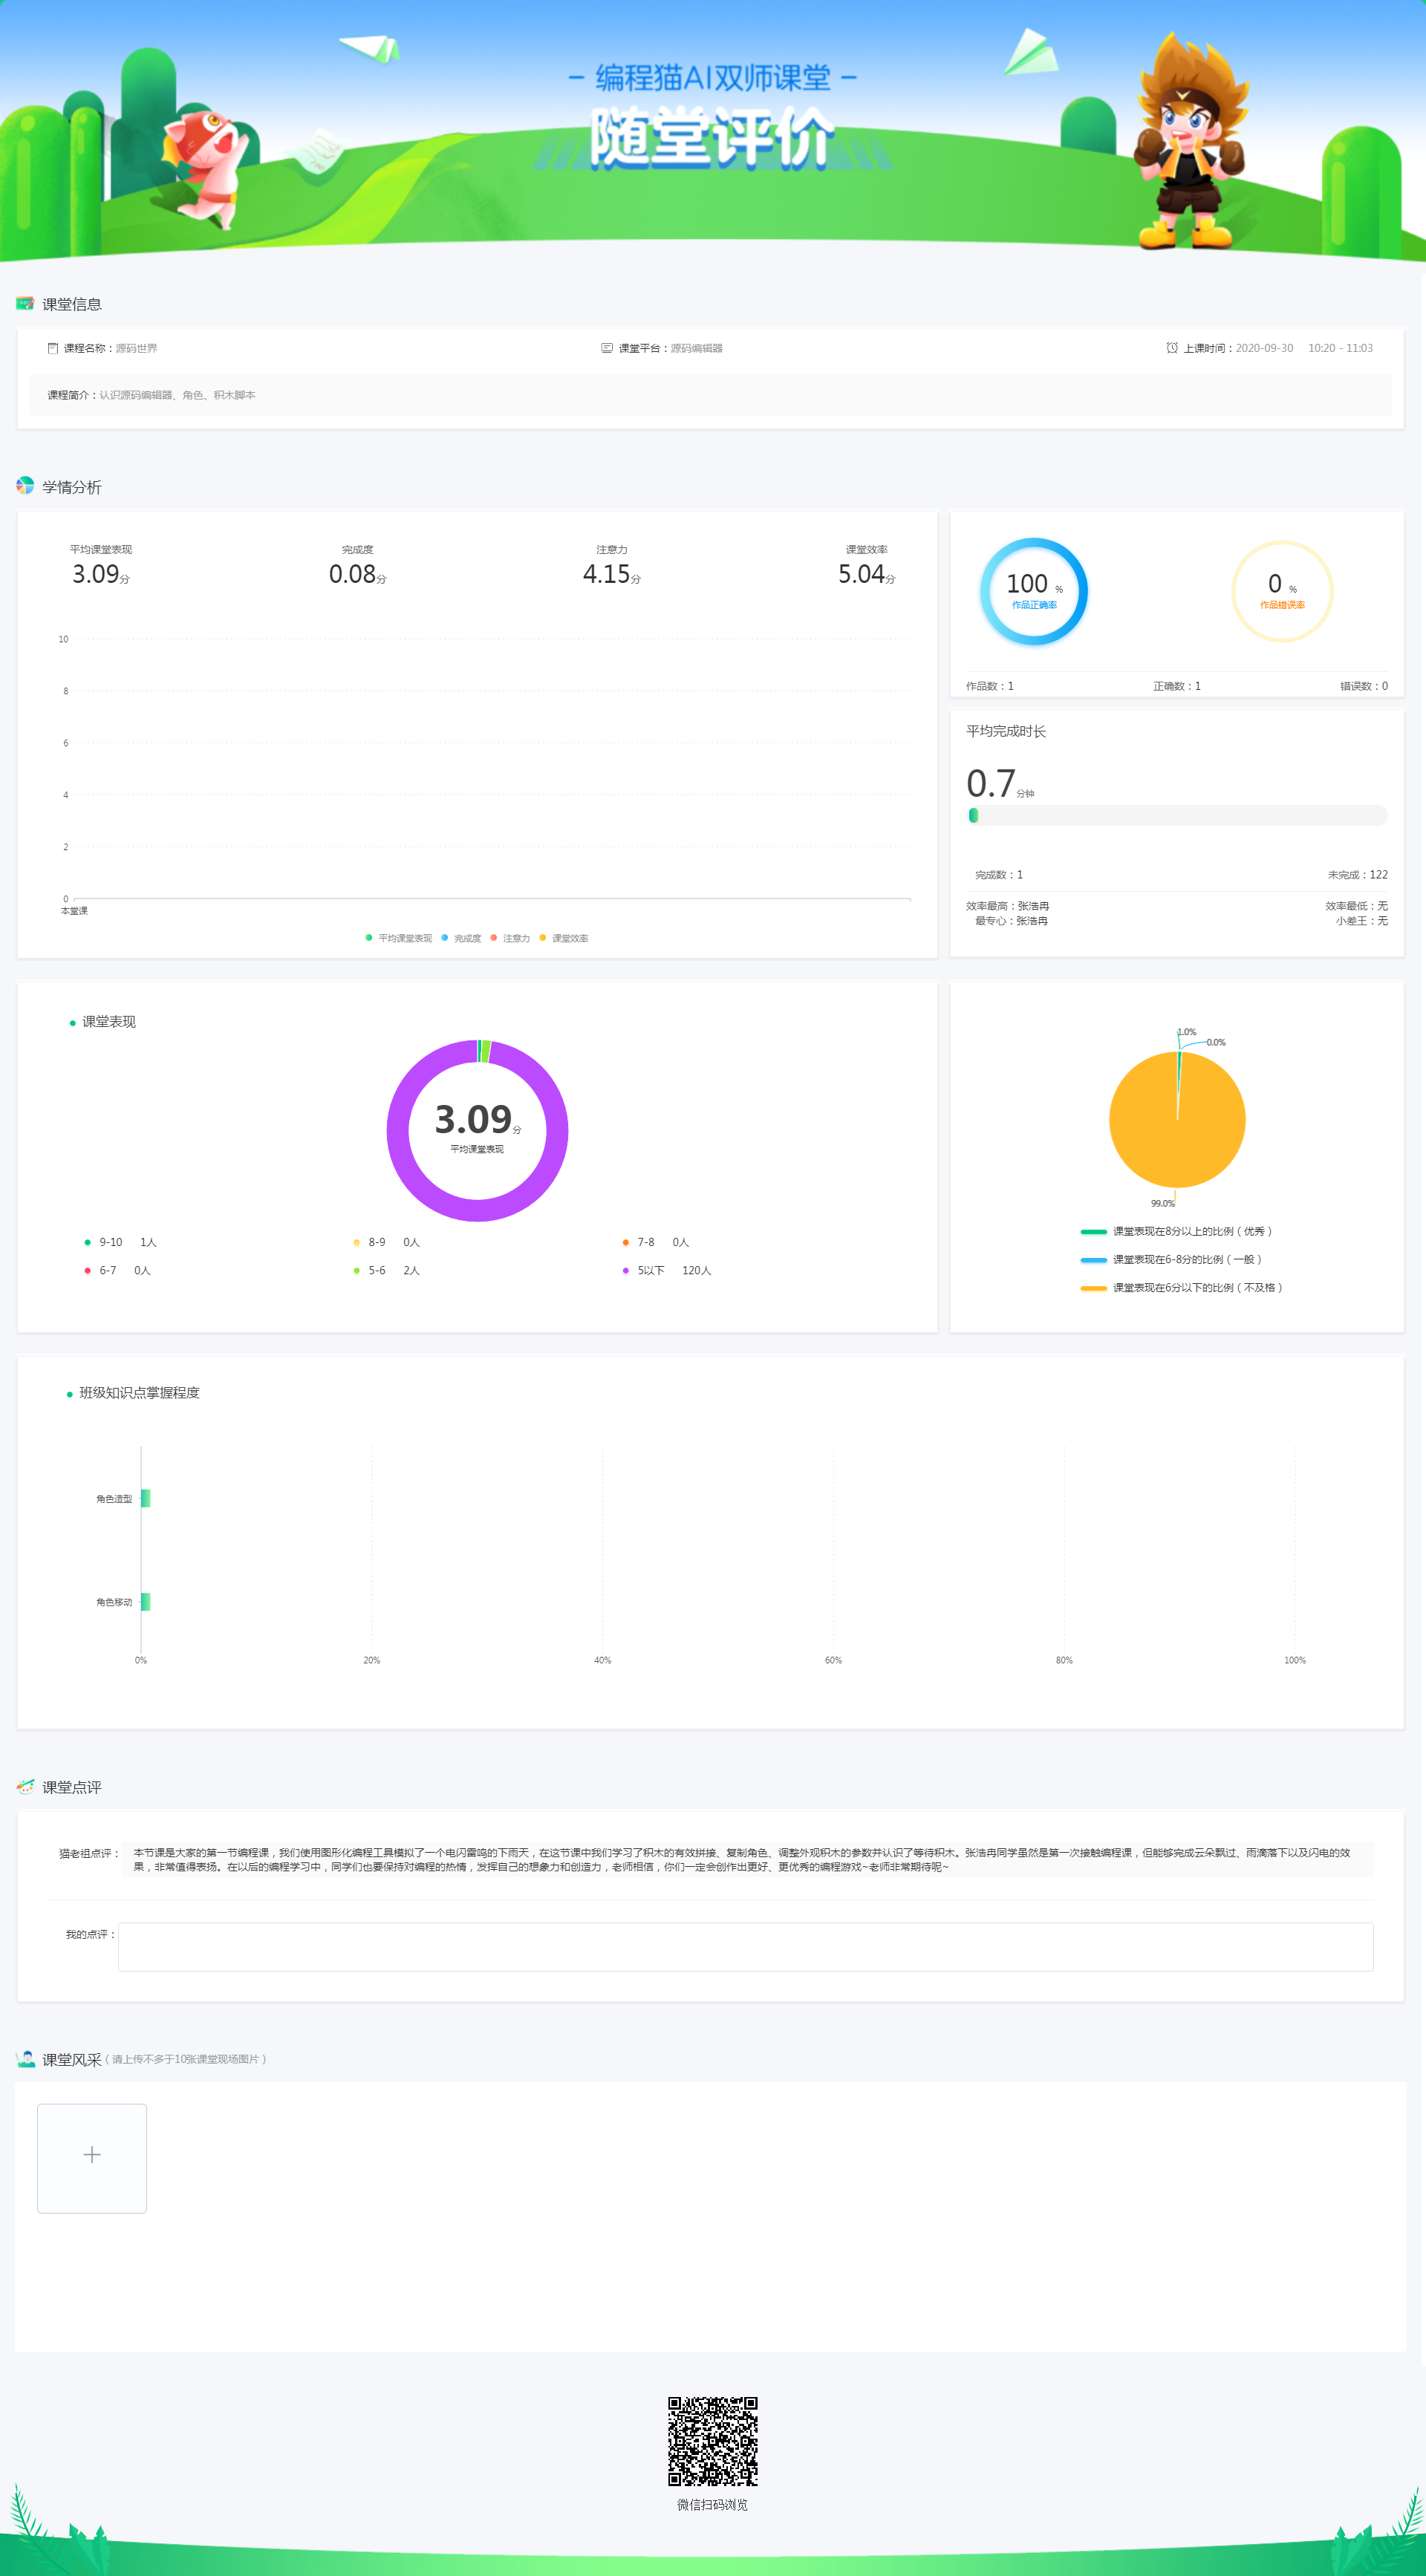 - 编程猫AI双师课堂 -
随堂评价
课堂信息
课程名称：源码世界
课堂平台：源码编辑器
上课时间：2020-09-30 10:20 - 11:03
课程简介：认识源码编辑器、角色、积木脚本
学情分析
平均课堂表现
3.09分
完成度
0.08分
注意力
4.15分
课堂效率
5.04分
10
8
6
4
2
0
本堂课
平均课堂表现 完成度 注意力 课堂效率
100 %
作品正确率
0 %
作品错误率
作品数：1 正确数：1 错误数：0
平均完成时长
0.7分钟
完成数：1 未完成：122
效率最高：张浩冉 效率最低：无
最专心：张浩冉 小差王：无
课堂表现
3.09分
平均课堂表现
9-10 1人 8-9 0人 7-8 0人
6-7 0人 5-6 2人 5以下 120人
1.0%
0.0%
99.0%
课堂表现在8分以上的比例（优秀）
课堂表现在6-8分的比例（一般）
课堂表现在6分以下的比例（不及格）
班级知识点掌握程度
角色造型
角色移动
0% 20% 40% 60% 80% 100%
课堂点评
猫老祖点评：本节课是大家的第一节编程课，我们使用图形化编程工具模拟了一个电闪雷鸣的下雨天，在这节课中我们学习了积木的有效拼接、复制角色、调整外观积木的参数并认识了等待积木。张浩冉同学虽然是第一次接触编程课，但能够完成云朵飘过、雨滴落下以及闪电的效
果，非常值得表扬。在以后的编程学习中，同学们也要保持对编程的热情，发挥自己的想象力和创造力，老师相信，你们一定会创作出更好、更优秀的编程游戏~老师非常期待呢~
我的点评：
课堂风采（请上传不多于10张课堂现场图片）
微信扫码浏览